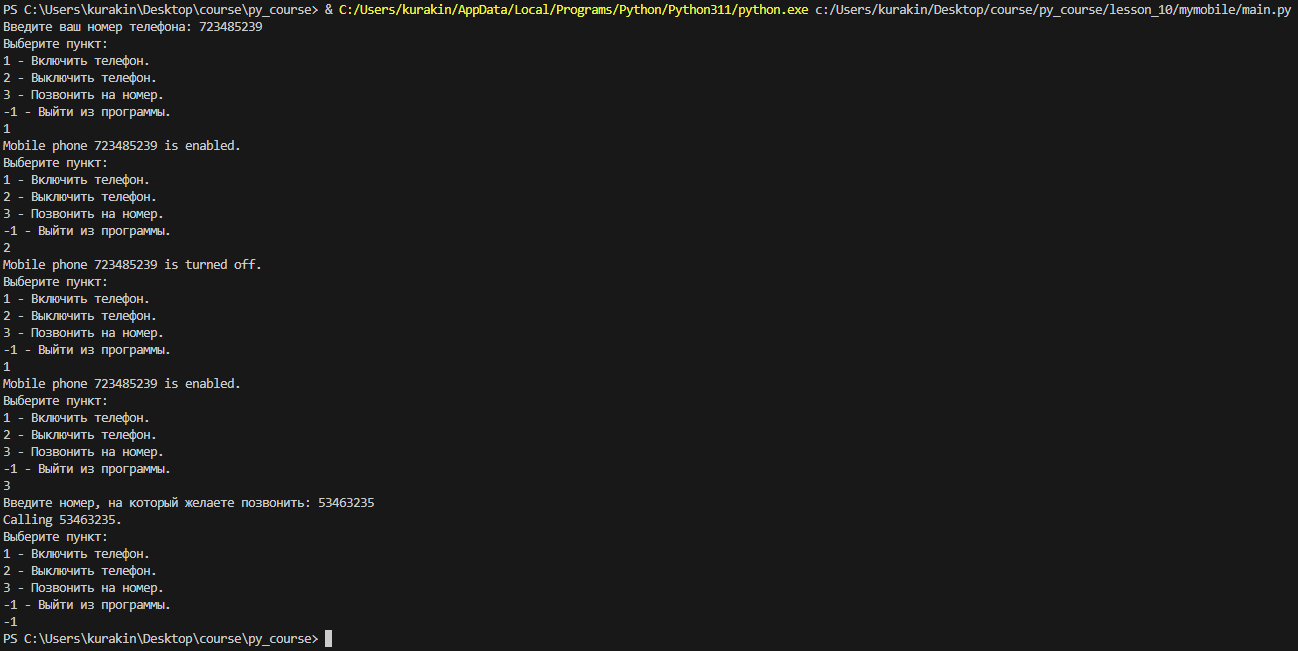 PS C:\Users\kurakin\Desktop\course\py_course> & C:/Users/kurakin/AppData/Local/Programs/Python/Python311/python.exe c:/Users/kurakin/Desktop/course/py_course/lesson_10/mymobile/main.py
Введите ваш номер телефона: 723485239
Выберите пункт:
1 - Включить телефон.
2 - Выключить телефон.
3 - Позвонить на номер.
-1 - Выйти из программы.
1
Mobile phone 723485239 is enabled.
Выберите пункт:
1 - Включить телефон.
2 - Выключить телефон.
3 - Позвонить на номер.
-1 - Выйти из программы.
2
Mobile phone 723485239 is turned off.
Выберите пункт:
1 - Включить телефон.
2 - Выключить телефон.
3 - Позвонить на номер.
-1 - Выйти из программы.
1
Mobile phone 723485239 is enabled.
Выберите пункт:
1 - Включить телефон.
2 - Выключить телефон.
3 - Позвонить на номер.
-1 - Выйти из программы.
3
Введите номер, на который желаете позвонить: 53463235
Calling 53463235.
Выберите пункт:
1 - Включить телефон.
2 - Выключить телефон.
3 - Позвонить на номер.
-1 - Выйти из программы.
-1
PS C:\Users\kurakin\Desktop\course\py_course>